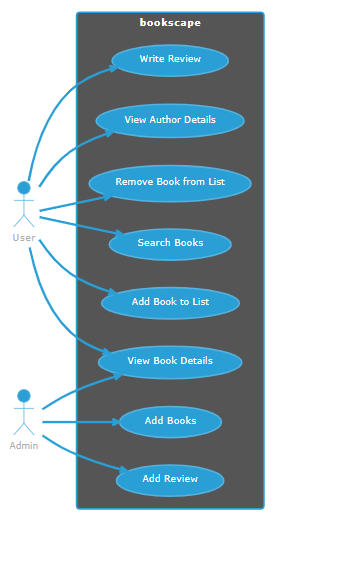 bookscape
Write Review
View Author Details
Remove Book from List
User
Search Books
Add Book to List
View Book Details
Add Books
Admin
Add Review